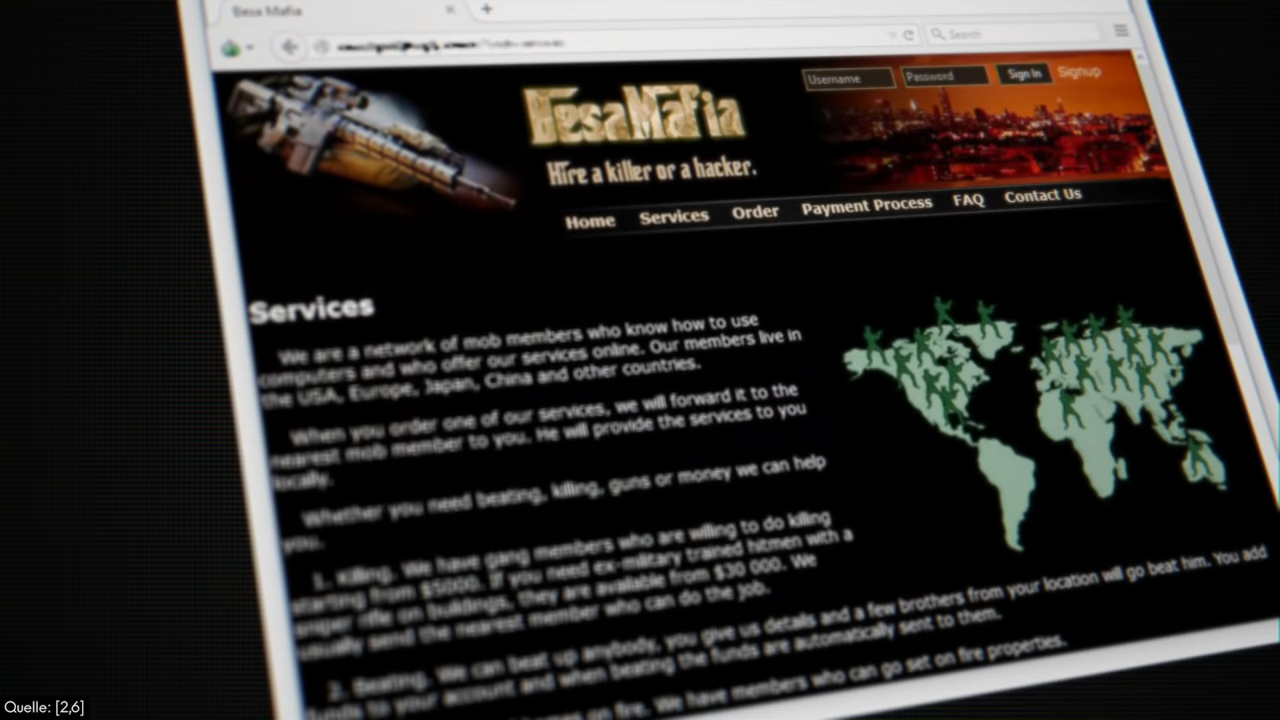 Besa Mafia
Search
Username
Password
Sign In
Signup
BesaMafia
Hire a killer or a hacker.
Home
Services
Order
Payment Process
FAQ
Contact Us
Services
We are a network of mob members who know how to use
computers and who offer our services online. Our members live in
the USA, Europe, Japan, China and other countries.
When you order one of our services, we will forward it to the
nearest mob member to you. He will provide the services to you
locally.
Whether you need beating, killing, guns or money we can help
you.
1. Killing. We have gang members who are willing to do killing
starting from $5000. If you need ex-military trained hitmen with a
sniper rifle on buildings, they are available from $30 000. We
usually send the nearest member who can do the job.
2. Beating. We can beat up anybody, you give us details and a few brothers from your location will go beat him. You add
funds to your account and when beating the funds are automatically sent to them.
on fire. We have members who can go set on fire properties.
Quelle: [2,6]